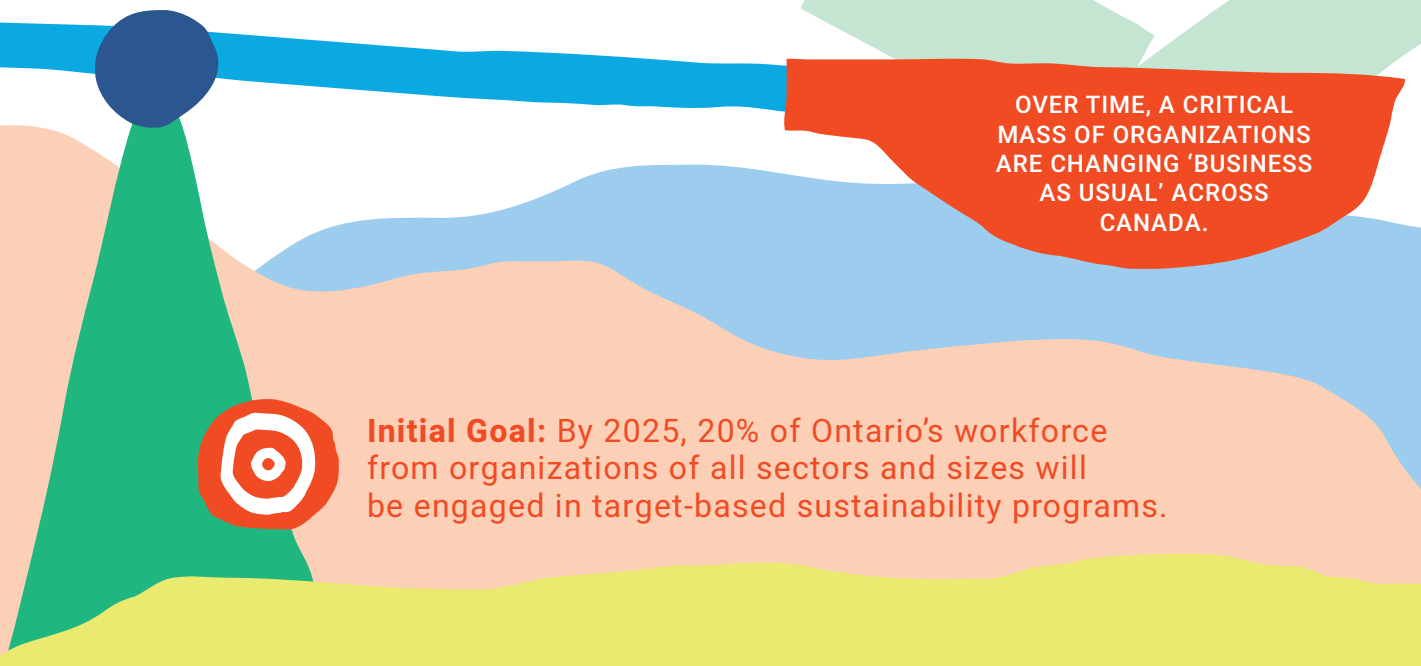 OVER TIME, A CRITICAL
MASS OF ORGANIZATIONS
ARE CHANGING ‘BUSINESS
AS USUAL’ ACROSS
CANADA.
Initial Goal: By 2025, 20% of Ontario’s workforce
from organizations of all sectors and sizes will
be engaged in target-based sustainability programs.